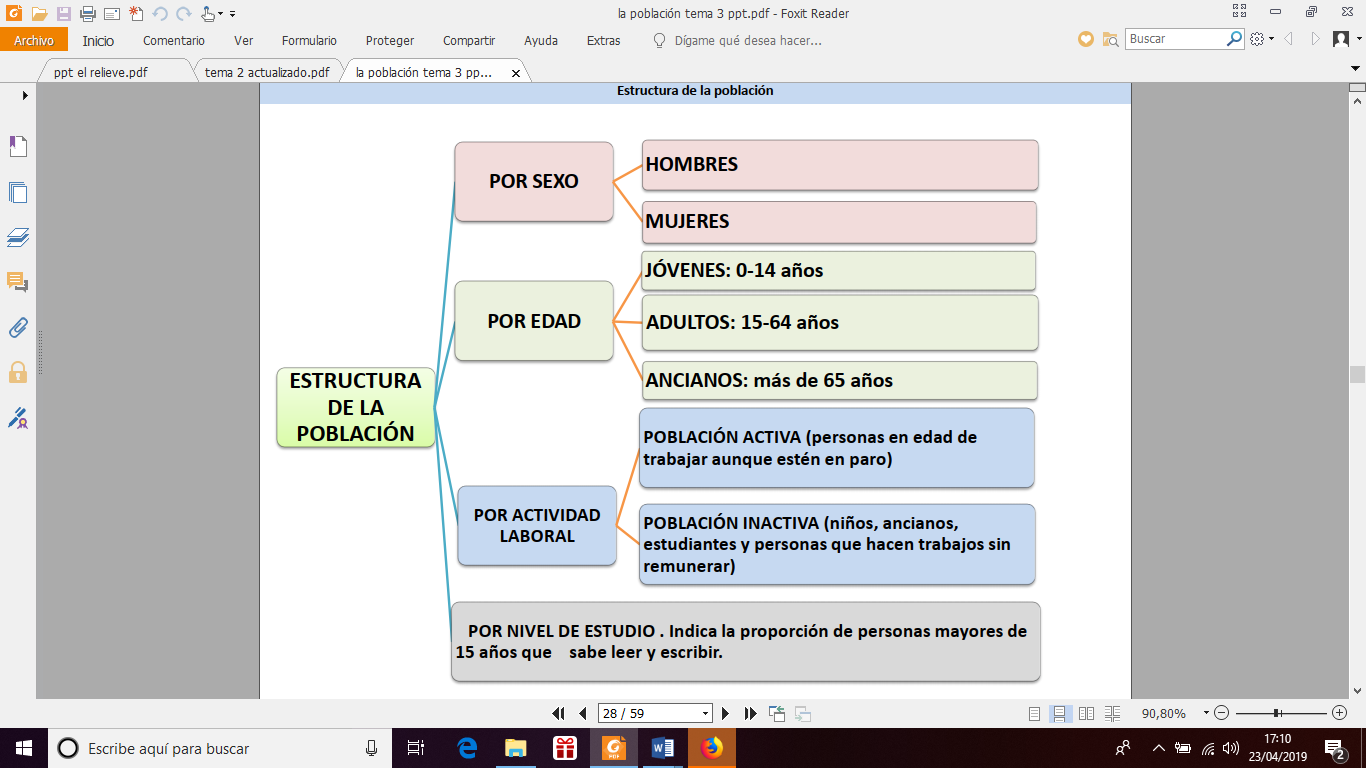 la población tema 3 ppt.pdf - Foxit Reader
Archivo Inicio Comentario Ver Formulario Proteger Compartir Ayuda Extras Dígame qué desea hacer... Buscar
ppt el relieve.pdf tema 2 actualizado.pdf la población tema 3 pp...
Estructura de la población
ESTRUCTURA
DE LA
POBLACIÓN
POR SEXO
HOMBRES
MUJERES
POR EDAD
JÓVENES: 0-14 años
ADULTOS: 15-64 años
ANCIANOS: más de 65 años
POR ACTIVIDAD
LABORAL
POBLACIÓN ACTIVA (personas en edad de
trabajar aunque estén en paro)
POBLACIÓN INACTIVA (niños, ancianos,
estudiantes y personas que hacen trabajos sin
remunerar)
POR NIVEL DE ESTUDIO . Indica la proporción de personas mayores de
15 años que sabe leer y escribir.
28 / 59 90,80%
Escribe aquí para buscar
17:10
23/04/2019
2